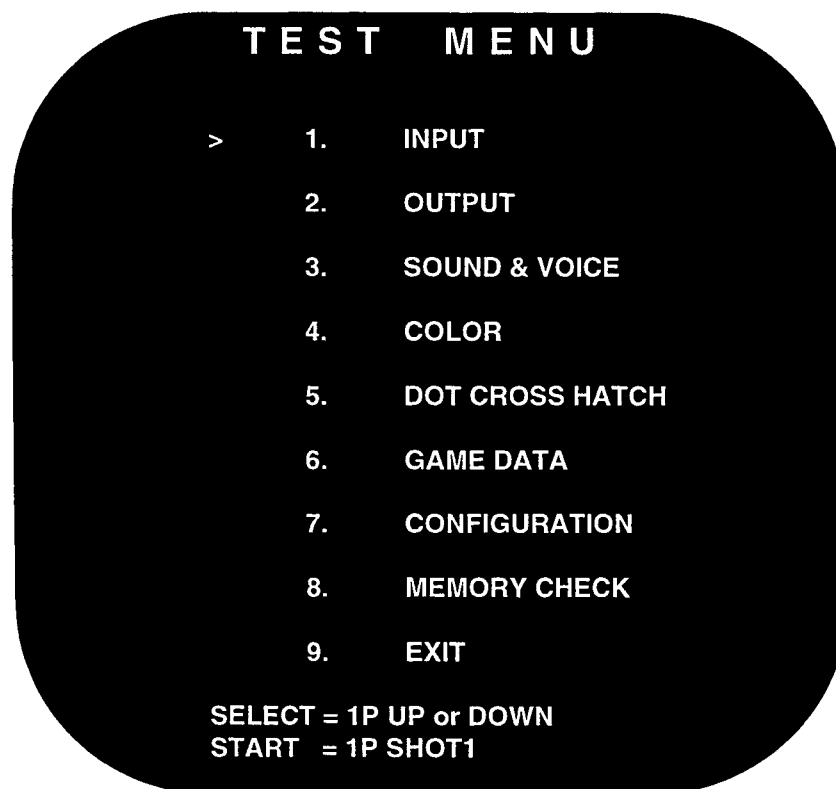 TEST MENU
> 1. INPUT
2. OUTPUT
3. SOUND & VOICE
4. COLOR
5. DOT CROSS HATCH
6. GAME DATA
7. CONFIGURATION
8. MEMORY CHECK
9. EXIT
SELECT = 1P UP or DOWN
START = 1P SHOT1